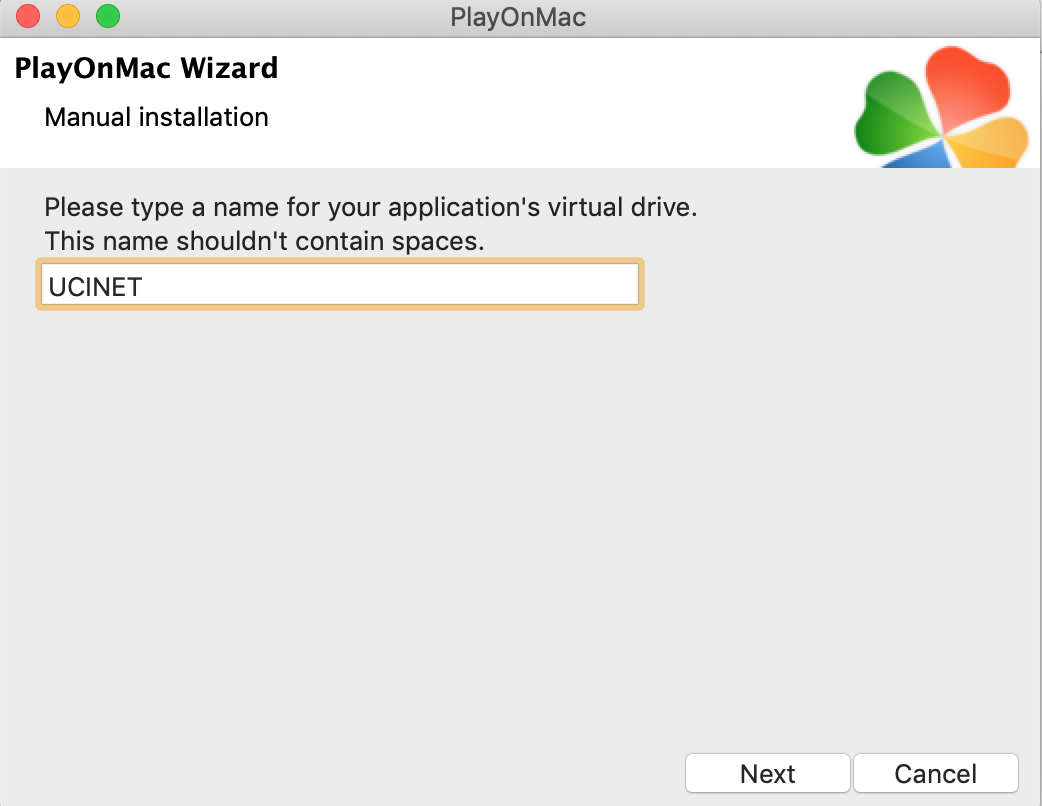 PlayOnMac
PlayOnMac Wizard
Manual installation
Please type a name for your application's virtual drive.
This name shouldn't contain spaces.
UCINET
Next
Cancel